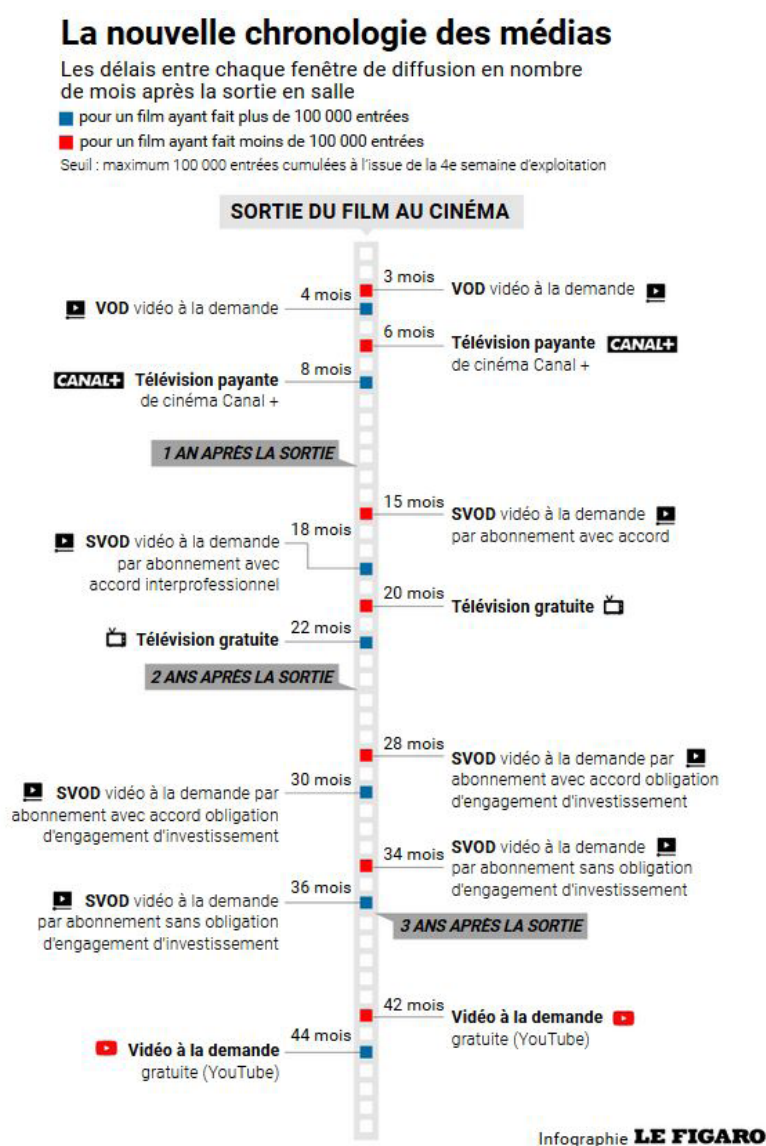 La nouvelle chronologie des médias
Les délais entre chaque fenêtre de diffusion en nombre
de mois après la sortie en salle
pour un film ayant fait plus de 100 000 entrées
pour un film ayant fait moins de 100 000 entrées
Seuil : maximum 100 000 entrées cumulées à l'issue de la 4e semaine d'exploitation
SORTIE DU FILM AU CINÉMA
3 mois
VOD vidéo à la demande
4 mois
VOD vidéo à la demande
6 mois
Télévision payante CANAL+
de cinéma Canal +
8 mois
CANAL+ Télévision payante
de cinéma Canal +
1 AN APRÈS LA SORTIE
15 mois
SVOD vidéo à la demande
par abonnement avec accord
18 mois
SVOD vidéo à la demande
par abonnement avec
accord interprofessionnel
20 mois
Télévision gratuite
22 mois
Télévision gratuite
2 ANS APRÈS LA SORTIE
28 mois
SVOD vidéo à la demande par
abonnement avec accord obligation
d'engagement d'investissement
30 mois
SVOD vidéo à la demande par
abonnement avec accord obligation
d'engagement d'investissement
34 mois
SVOD vidéo à la demande
par abonnement sans obligation
d'engagement d'investissement
36 mois
SVOD vidéo à la demande
par abonnement sans obligation
d'engagement d'investissement
3 ANS APRÈS LA SORTIE
42 mois
Vidéo à la demande
gratuite (YouTube)
44 mois
Vidéo à la demande
gratuite (YouTube)
Infographie LE FIGARO